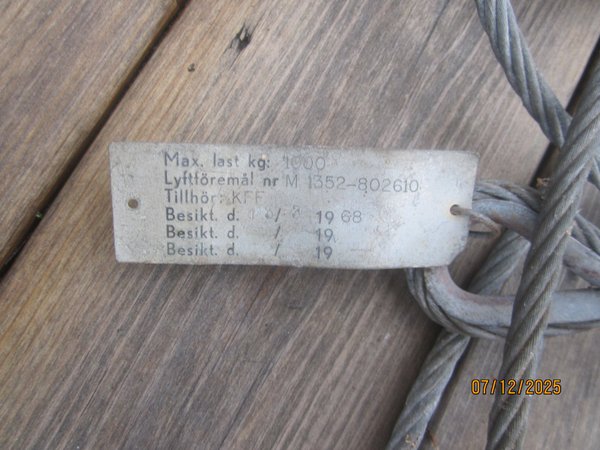 Max. last kg: 1000
Lyftföremål nr M 1352-802610
Tillhör: KFF
Besikt. d. / 19 68
Besikt. d. / 19
Besikt. d. / 19
07/12/2025